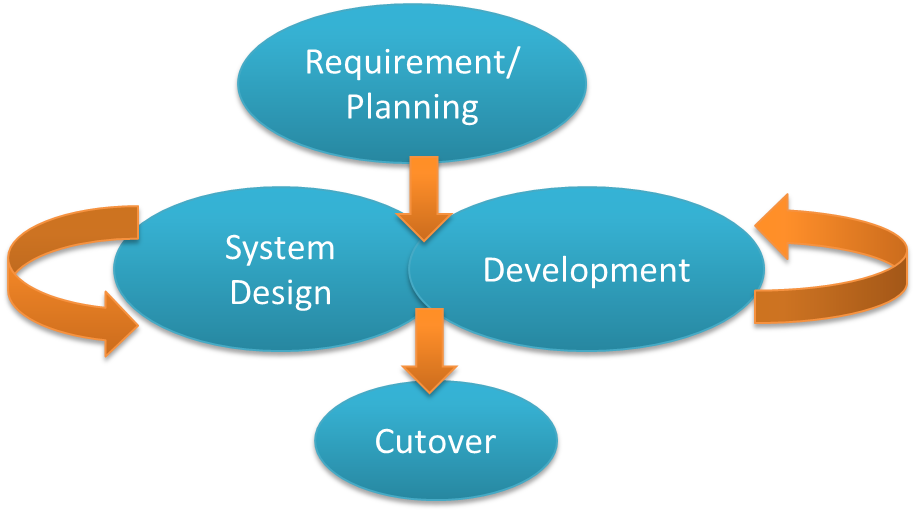 Requirement/
Planning
System
Design
Development
Cutover